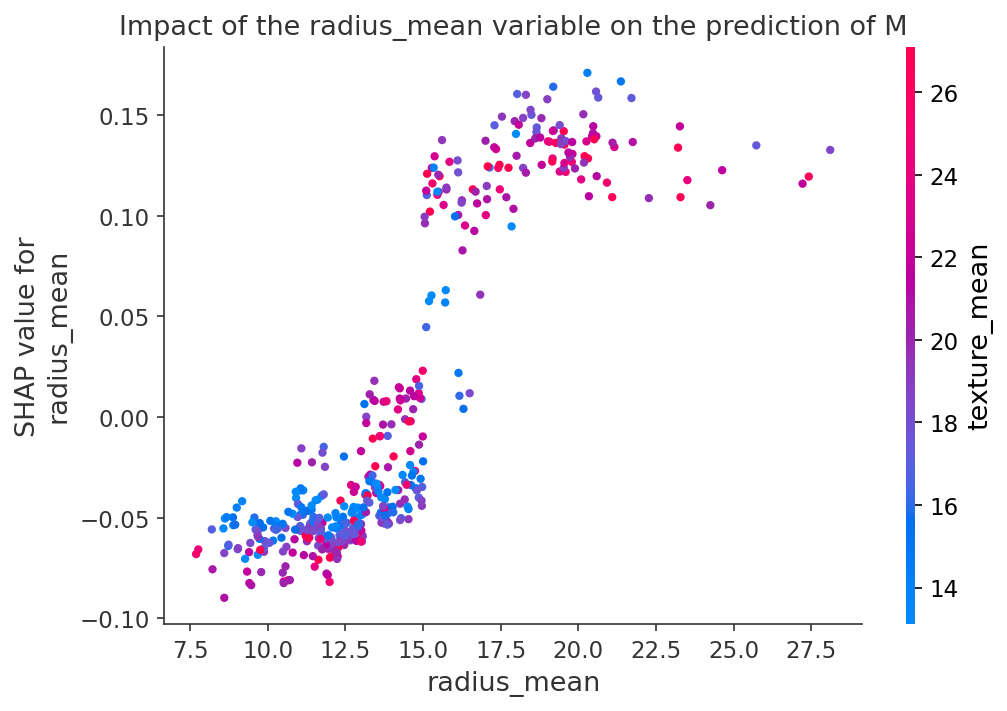 Impact of the radius_mean variable on the prediction of M
0.15
0.10
0.05
0.00
−0.05
−0.10
SHAP value for
radius_mean
7.5 10.0 12.5 15.0 17.5 20.0 22.5 25.0 27.5
radius_mean
26
24
22
20
18
16
14
texture_mean